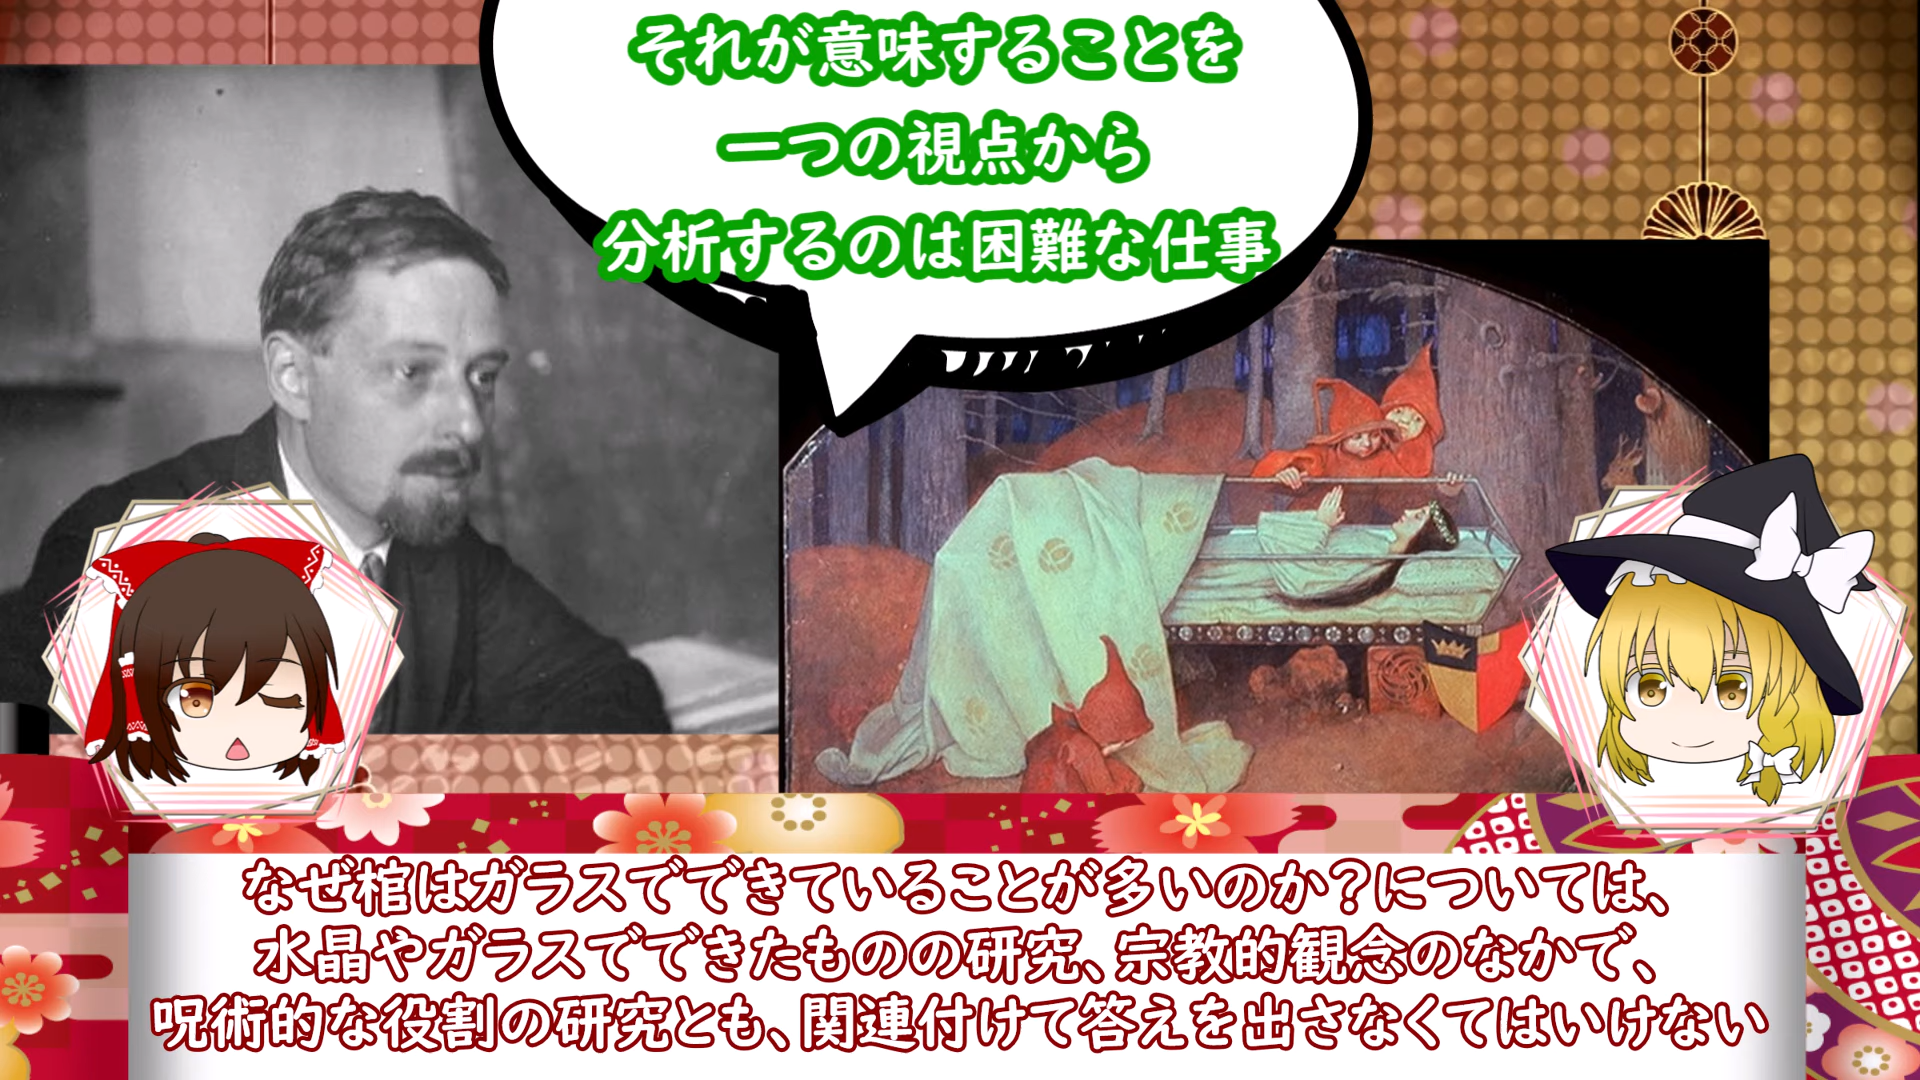 それが意味することを
一つの視点から
分析するのは困難な仕事
なぜ棺はガラスでできていることが多いのか?については、
水晶やガラスでできたものの研究、宗教的観念のなかで、
呪術的な役割の研究とも、関連付けて答えを出さなくてはいけない